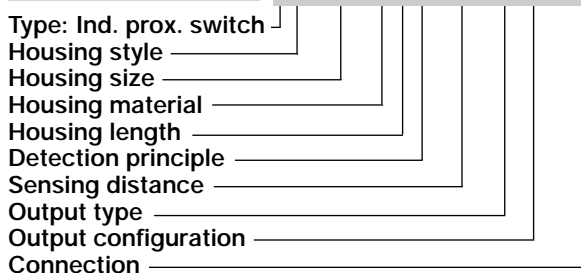 Type: Ind. prox. switch
Housing style
Housing size
Housing material
Housing length
Detection principle
Sensing distance
Output type
Output configuration
Connection